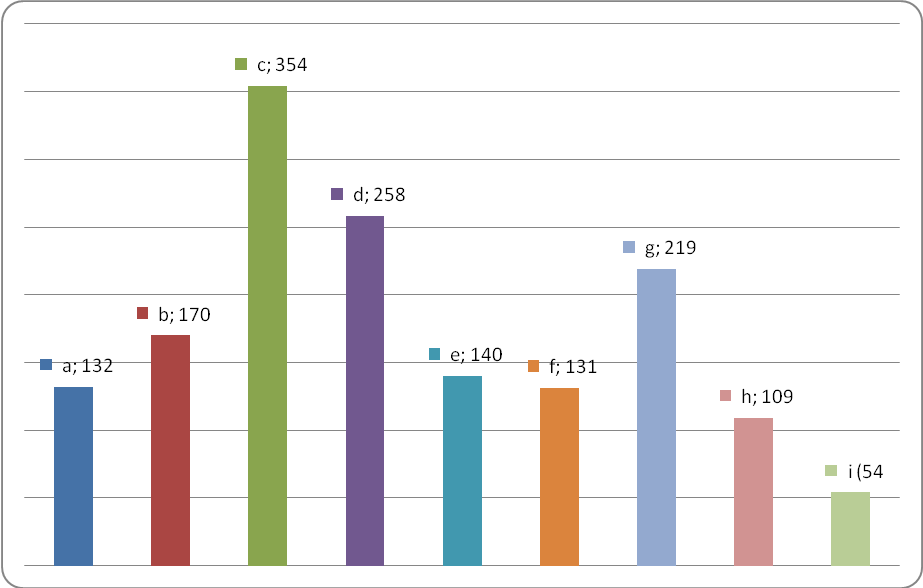 a; 132
b; 170
c; 354
d; 258
e; 140
f; 131
g; 219
h; 109
i (54